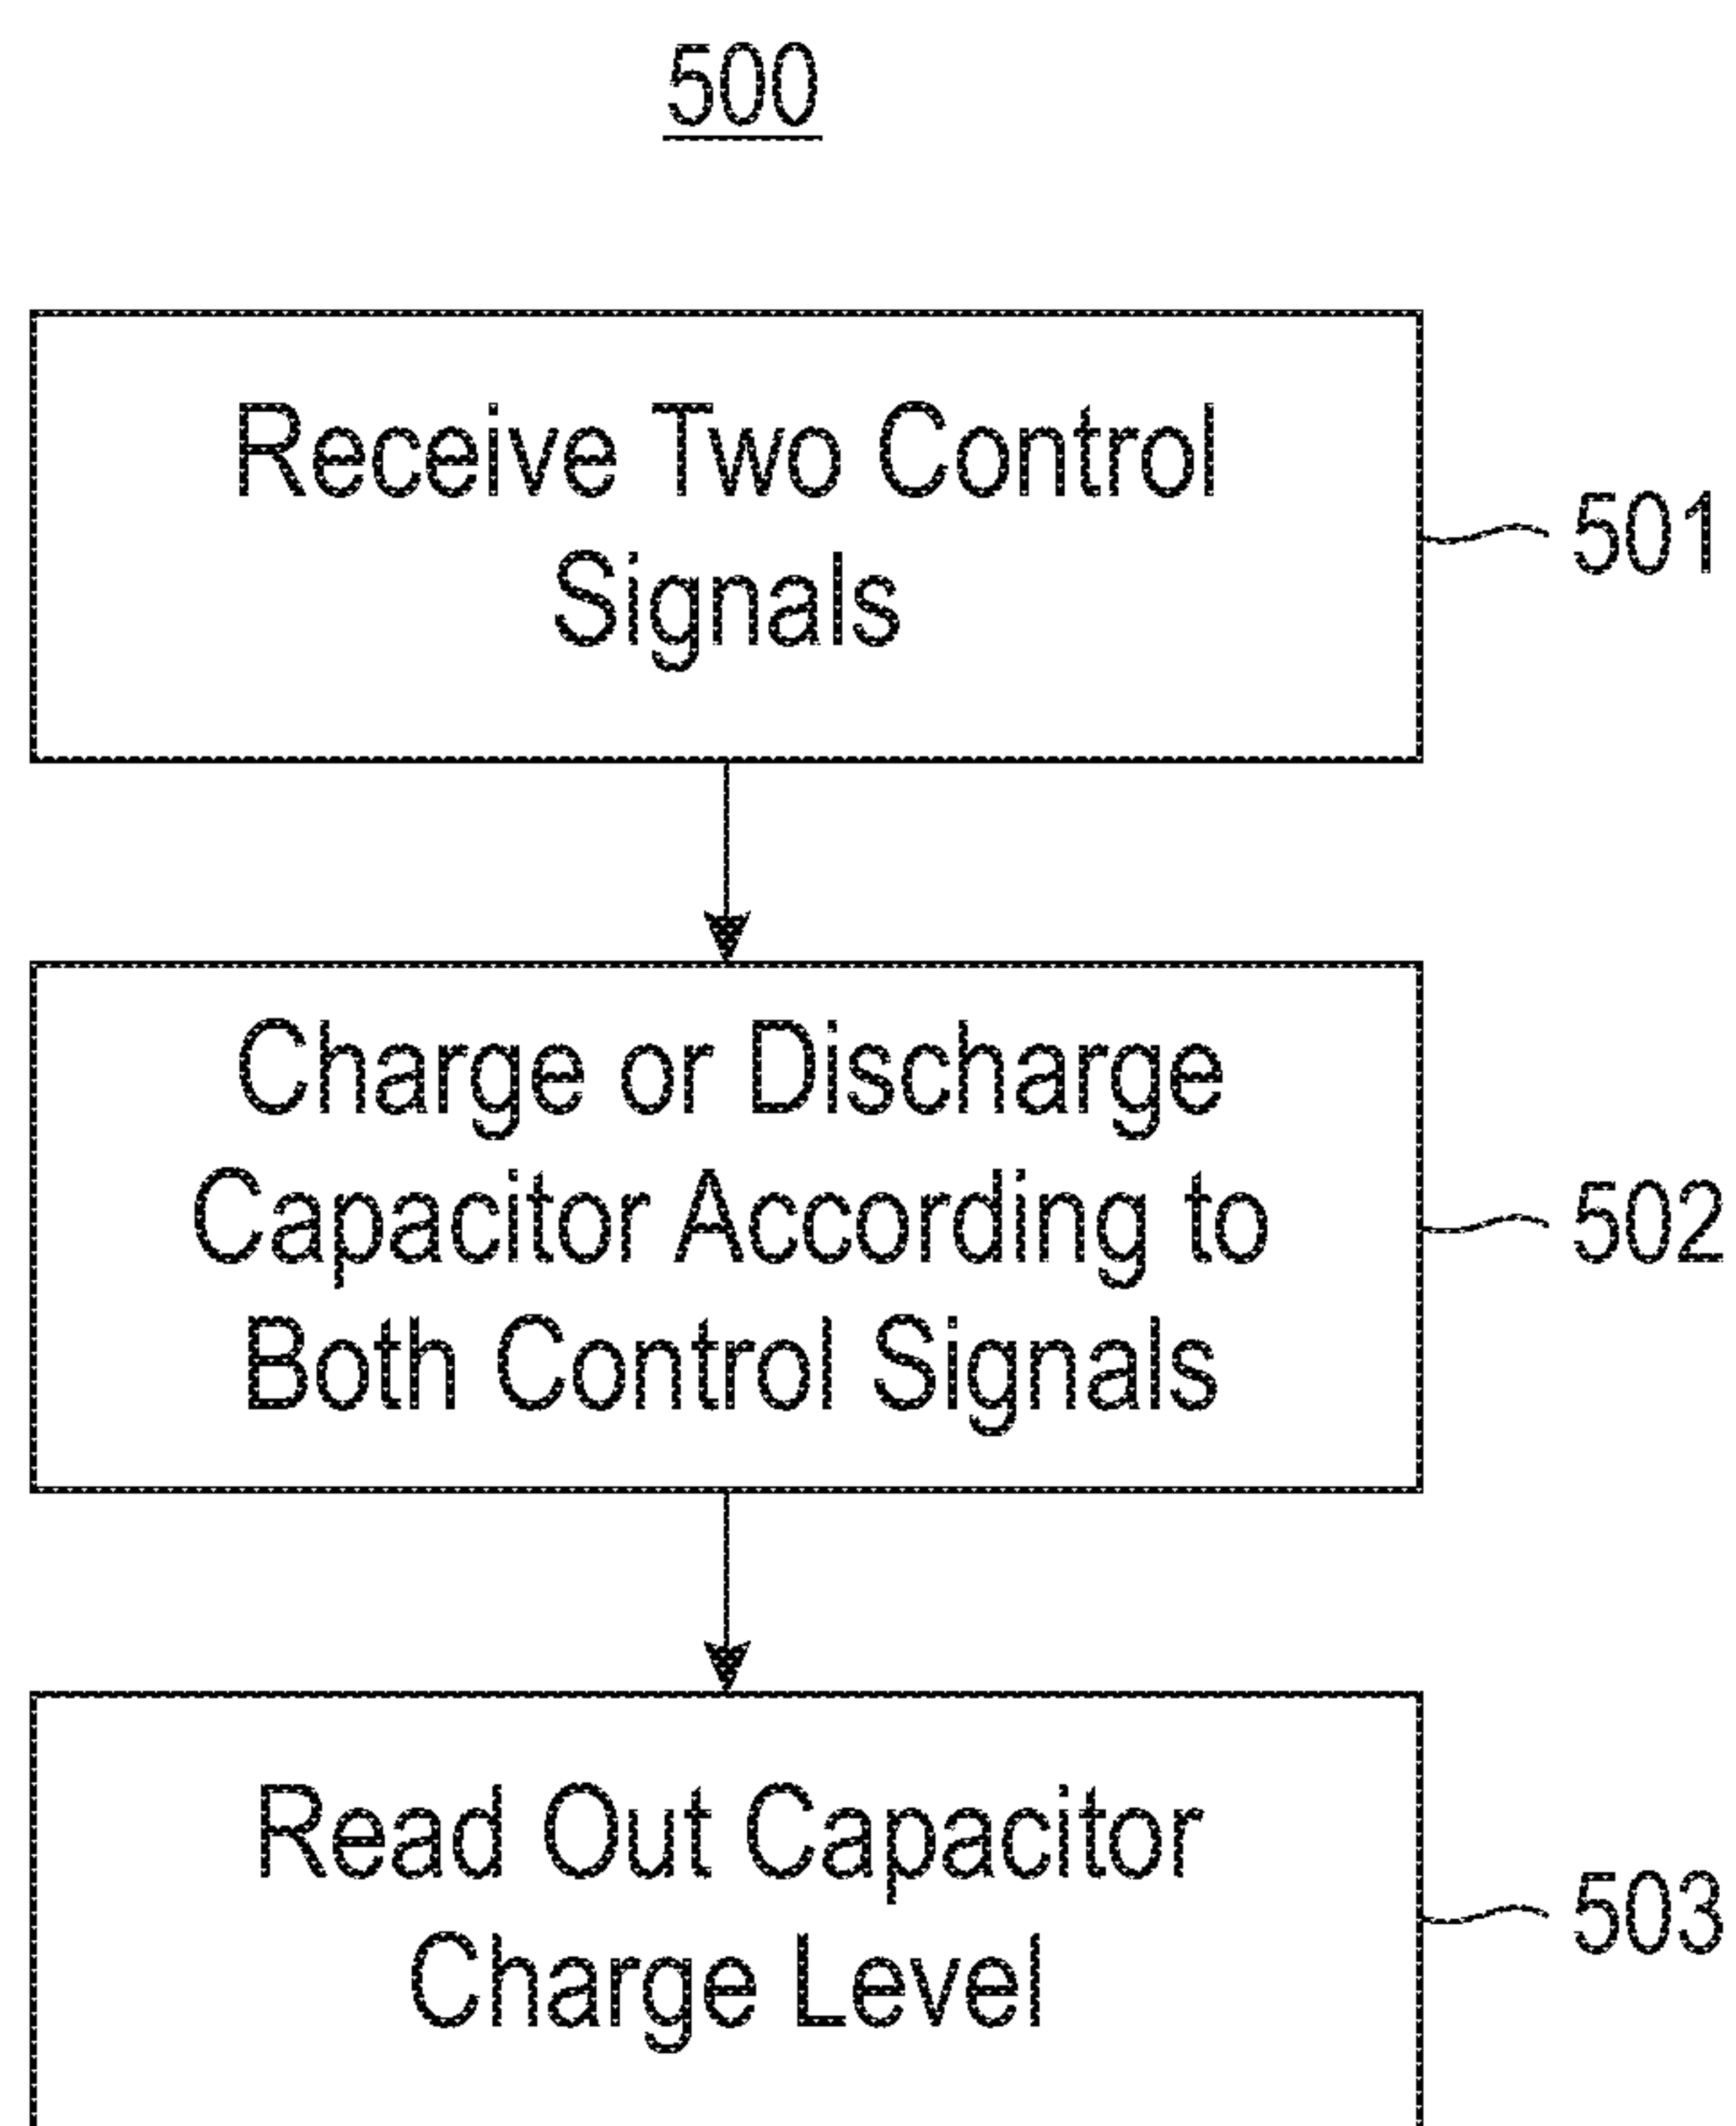 500
Receive Two Control
Signals
501
Charge or Discharge
Capacitor According to
Both Control Signals
502
Read Out Capacitor
Charge Level
503